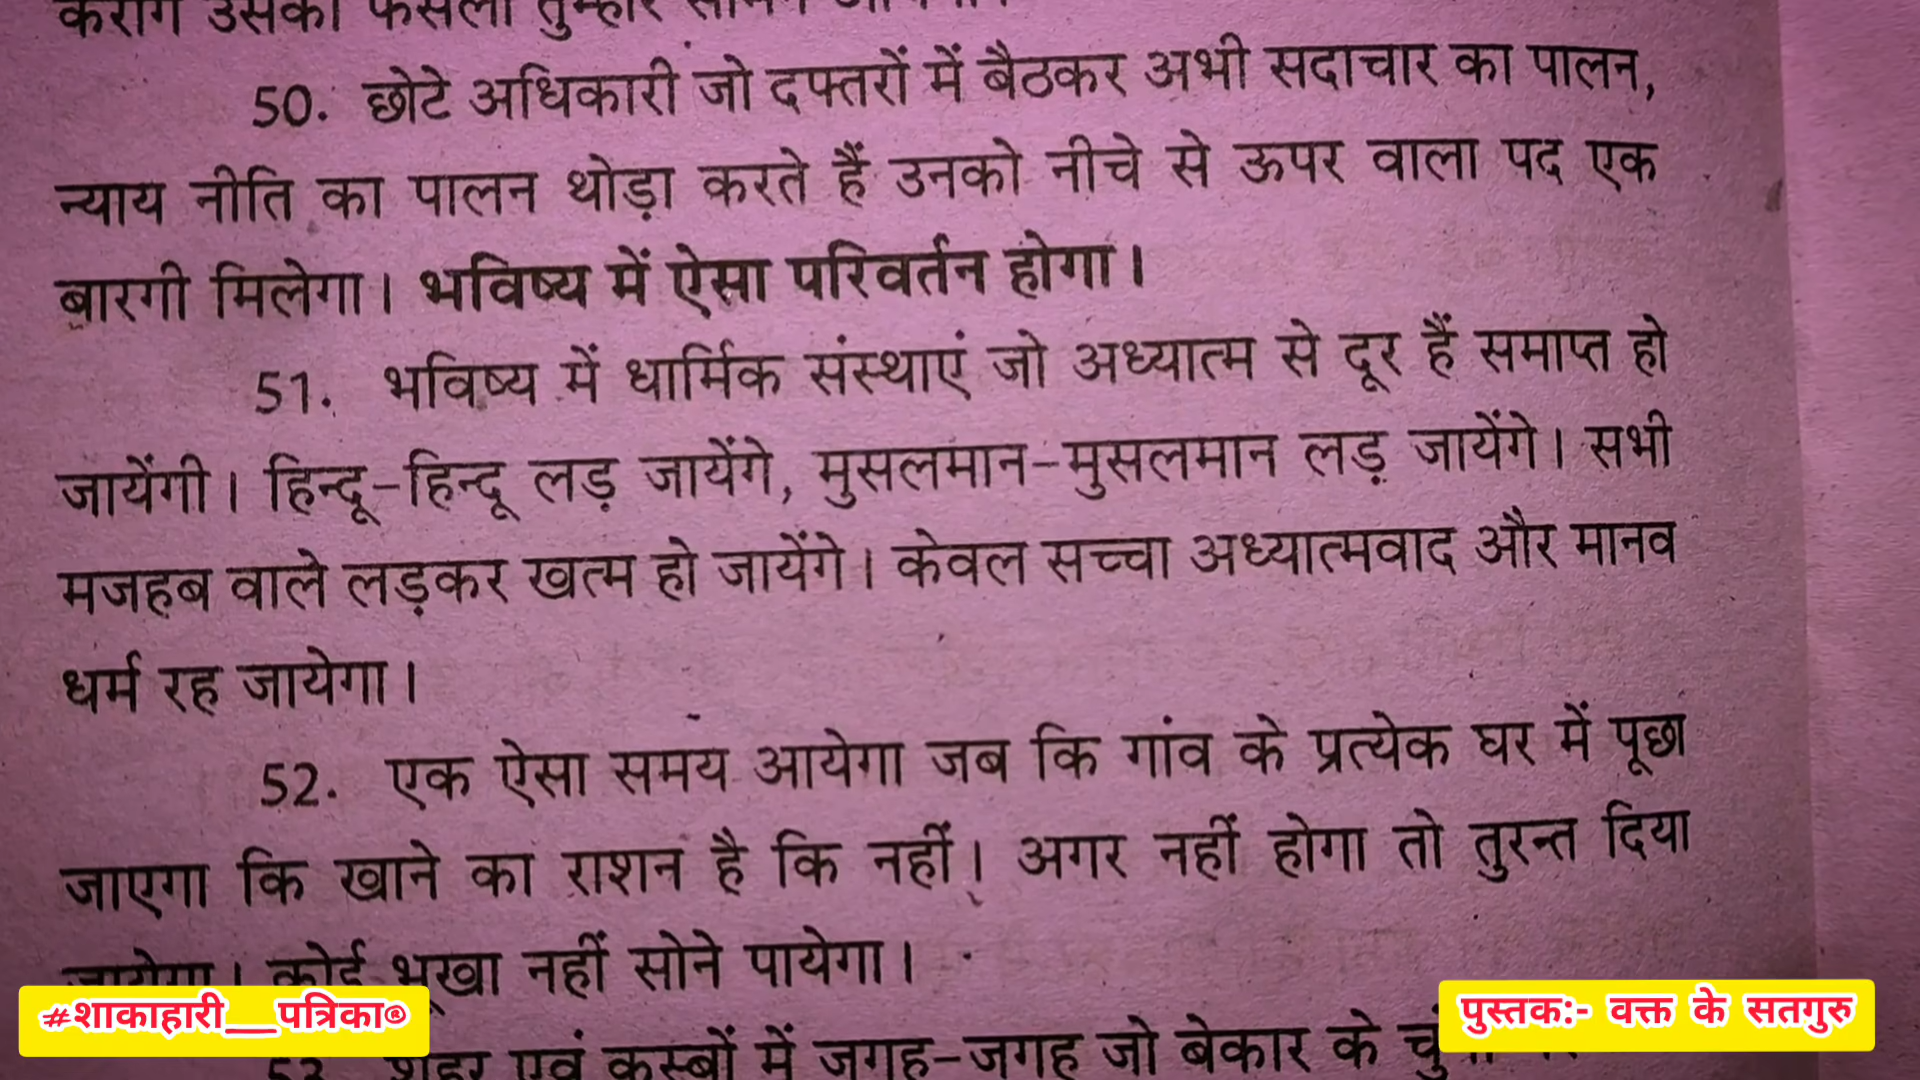 उसका फैसला तुम्हारे
50. छोटे अधिकारी जो दफ्तरों में बैठकर अभी सदाचार का पालन,
न्याय नीति का पालन थोड़ा करते हैं उनको नीचे से ऊपर वाला पद एक
बारगी मिलेगा। भविष्य में ऐसा परिवर्तन होगा।
51. भविष्य में धार्मिक संस्थाएं जो अध्यात्म से दूर हैं समाप्त हो
जायेंगी। हिन्दू-हिन्दू लड़ जायेंगे, मुसलमान-मुसलमान लड़ जायेंगे। सभी
मजहब वाले लड़कर खत्म हो जायेंगे। केवल सच्चा अध्यात्मवाद और मानव
धर्म रह जायेगा।
52. एक ऐसा समय आयेगा जब कि गांव के प्रत्येक घर में पूछा
जाएगा कि खाने का राशन है कि नहीं। अगर नहीं होगा तो तुरन्त दिया
जायेगा। कोई भूखा नहीं सोने पायेगा।
#शाकाहारी__पत्रिका®
पुस्तक:- वक्त के सतगुरु
53. शहर एवं कस्बों में जगह-जगह जो बेकार के